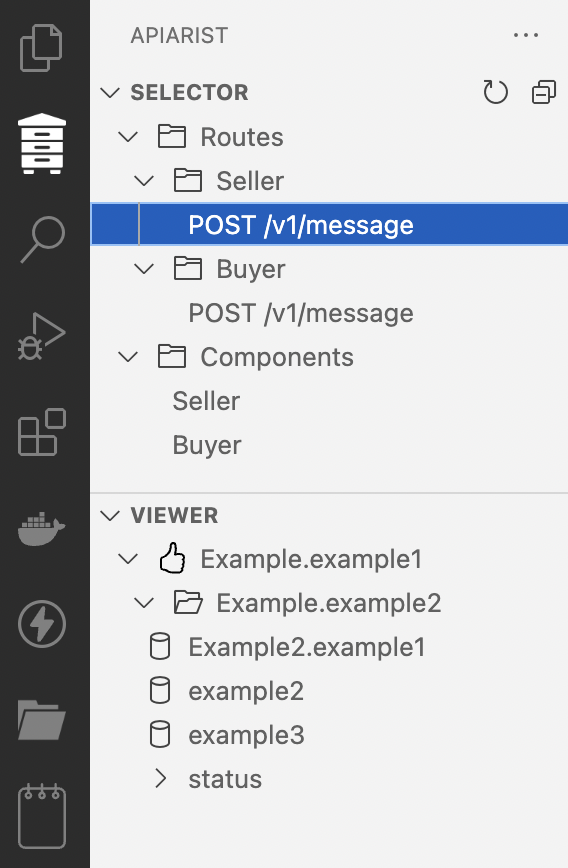 APIARIST
SELECTOR
Routes
Seller
POST /v1/message
Buyer
POST /v1/message
Components
Seller
Buyer
VIEWER
Example.example1
Example.example2
Example2.example1
example2
example3
status